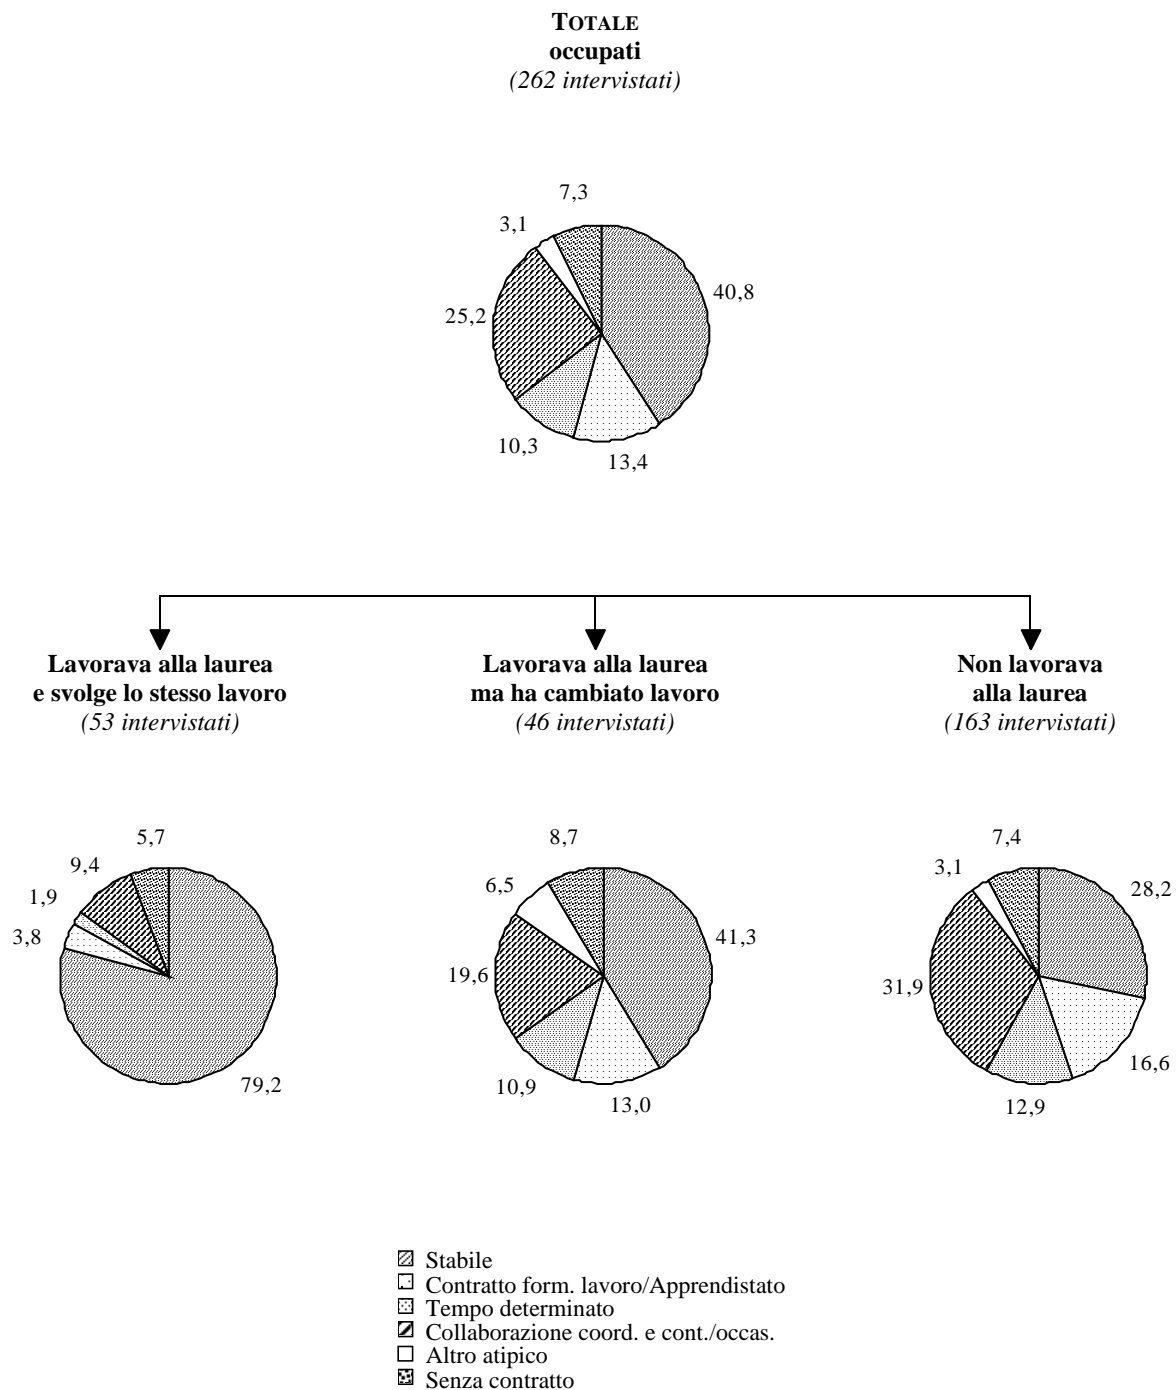 TOTALE
occupati
(262 intervistati)
7,3
3,1
40,8
25,2
10,3
13,4
Lavorava alla laurea
e svolge lo stesso lavoro
(53 intervistati)
Lavorava alla laurea
ma ha cambiato lavoro
(46 intervistati)
Non lavorava
alla laurea
(163 intervistati)
5,7
9,4
1,9
3,8
79,2
8,7
6,5
41,3
19,6
10,9
13,0
7,4
3,1
28,2
31,9
16,6
12,9
Stabile
Contratto form. lavoro/Apprendistato
Tempo determinato
Collaborazione coord. e cont./occas.
Altro atipico
Senza contratto